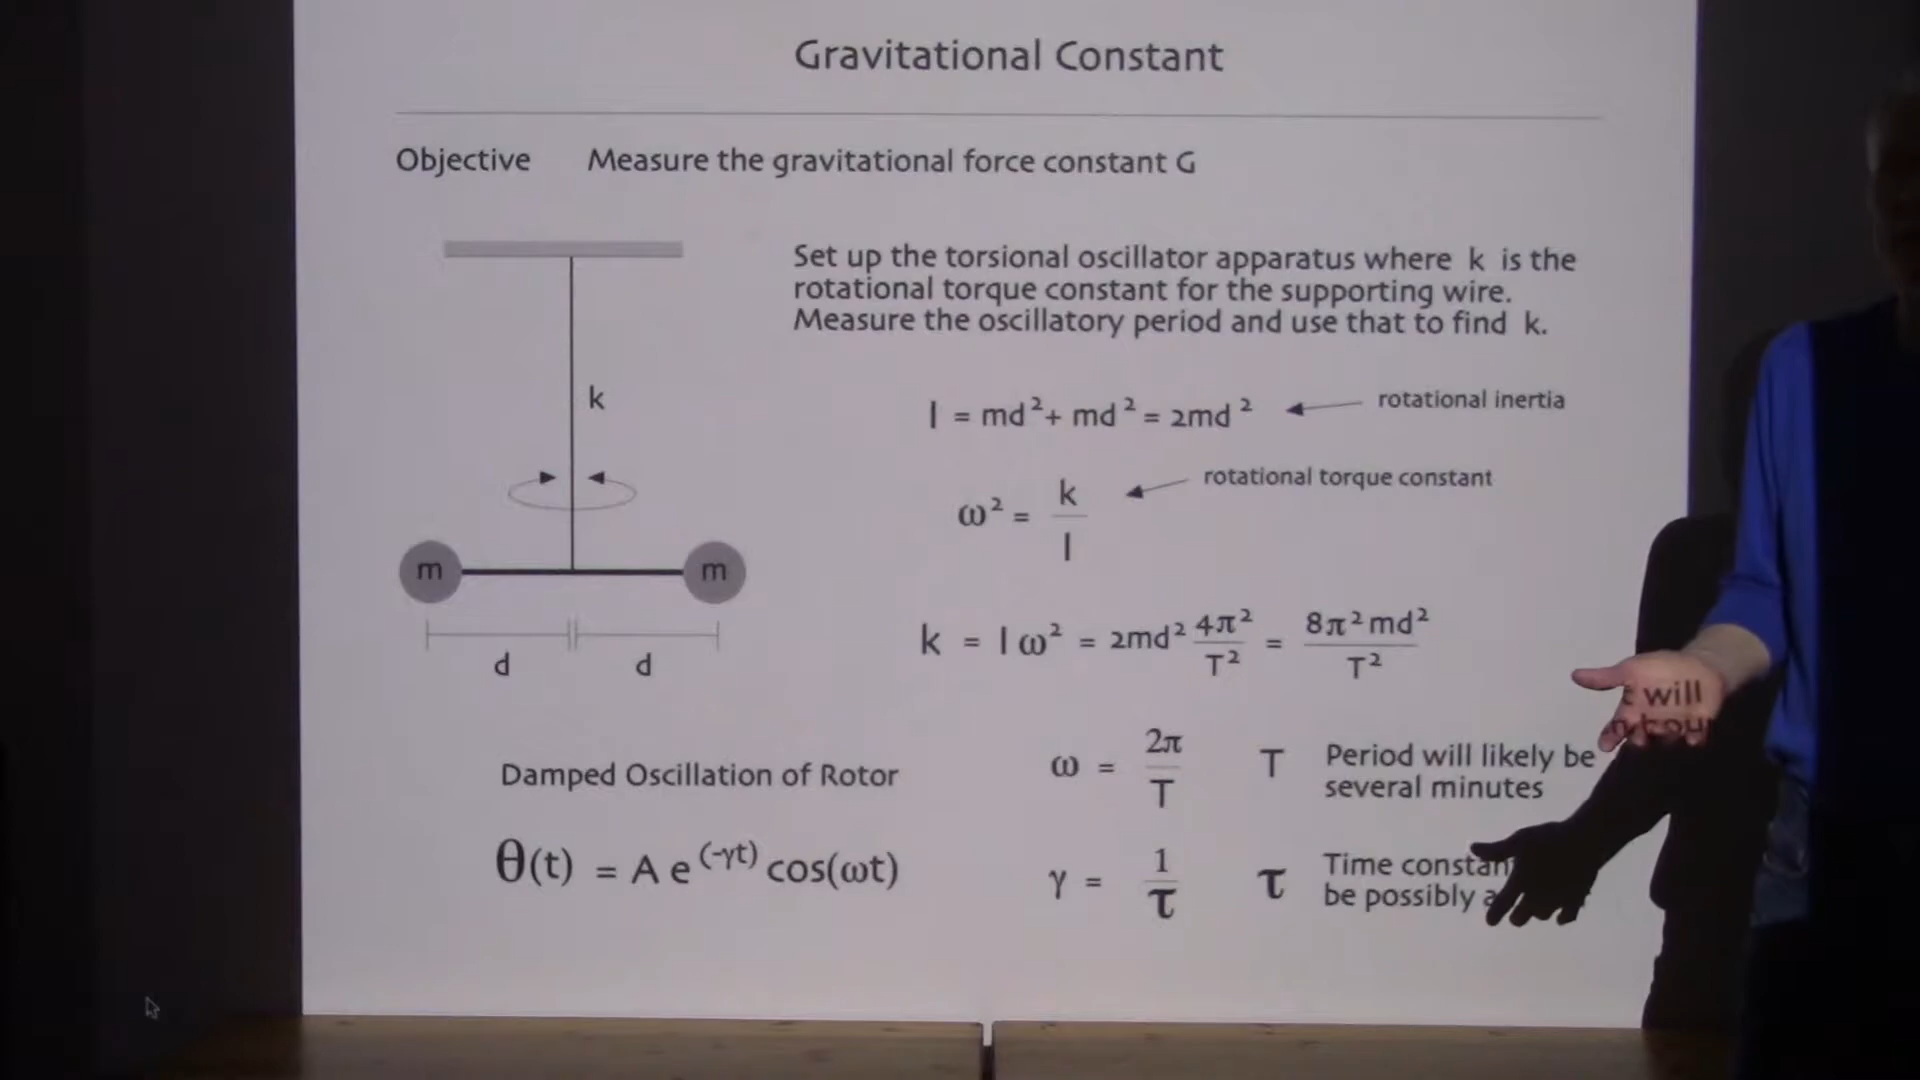 Gravitational Constant
Objective Measure the gravitational force constant G
Set up the torsional oscillator apparatus where k is the
rotational torque constant for the supporting wire.
Measure the oscillatory period and use that to find k.
k
I = md² + md² = 2md² rotational inertia
ω² = k / I rotational torque constant
m m
d d
k = I ω² = 2md² 4π² / T² = 8π² md² / T²
Damped Oscillation of Rotor
θ(t) = A e^(-γt) cos(ωt)
ω = 2π / T T Period will likely be
several minutes
γ = 1 / τ τ Time constan
be possibly a
will